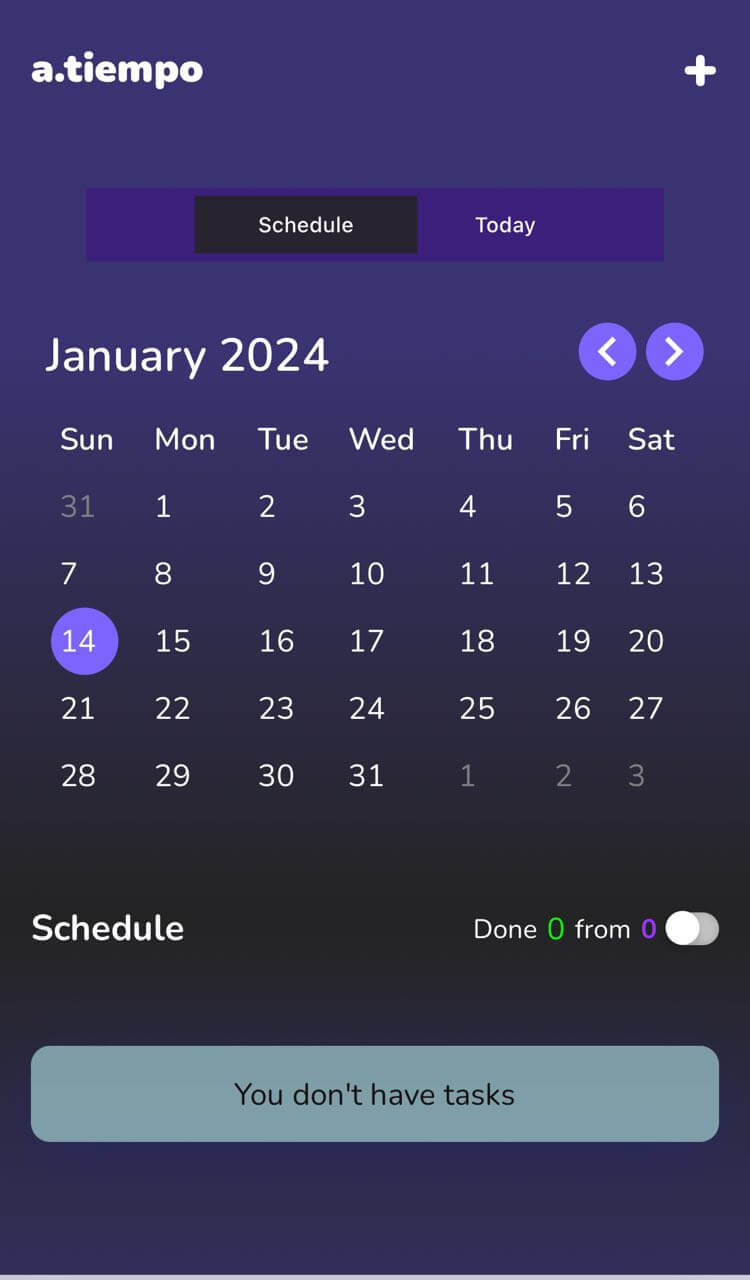 a.tiempo
Schedule Today
January 2024
Sun Mon Tue Wed Thu Fri Sat
31 1 2 3 4 5 6
7 8 9 10 11 12 13
14 15 16 17 18 19 20
21 22 23 24 25 26 27
28 29 30 31 1 2 3
Schedule Done 0 from 0
You don't have tasks